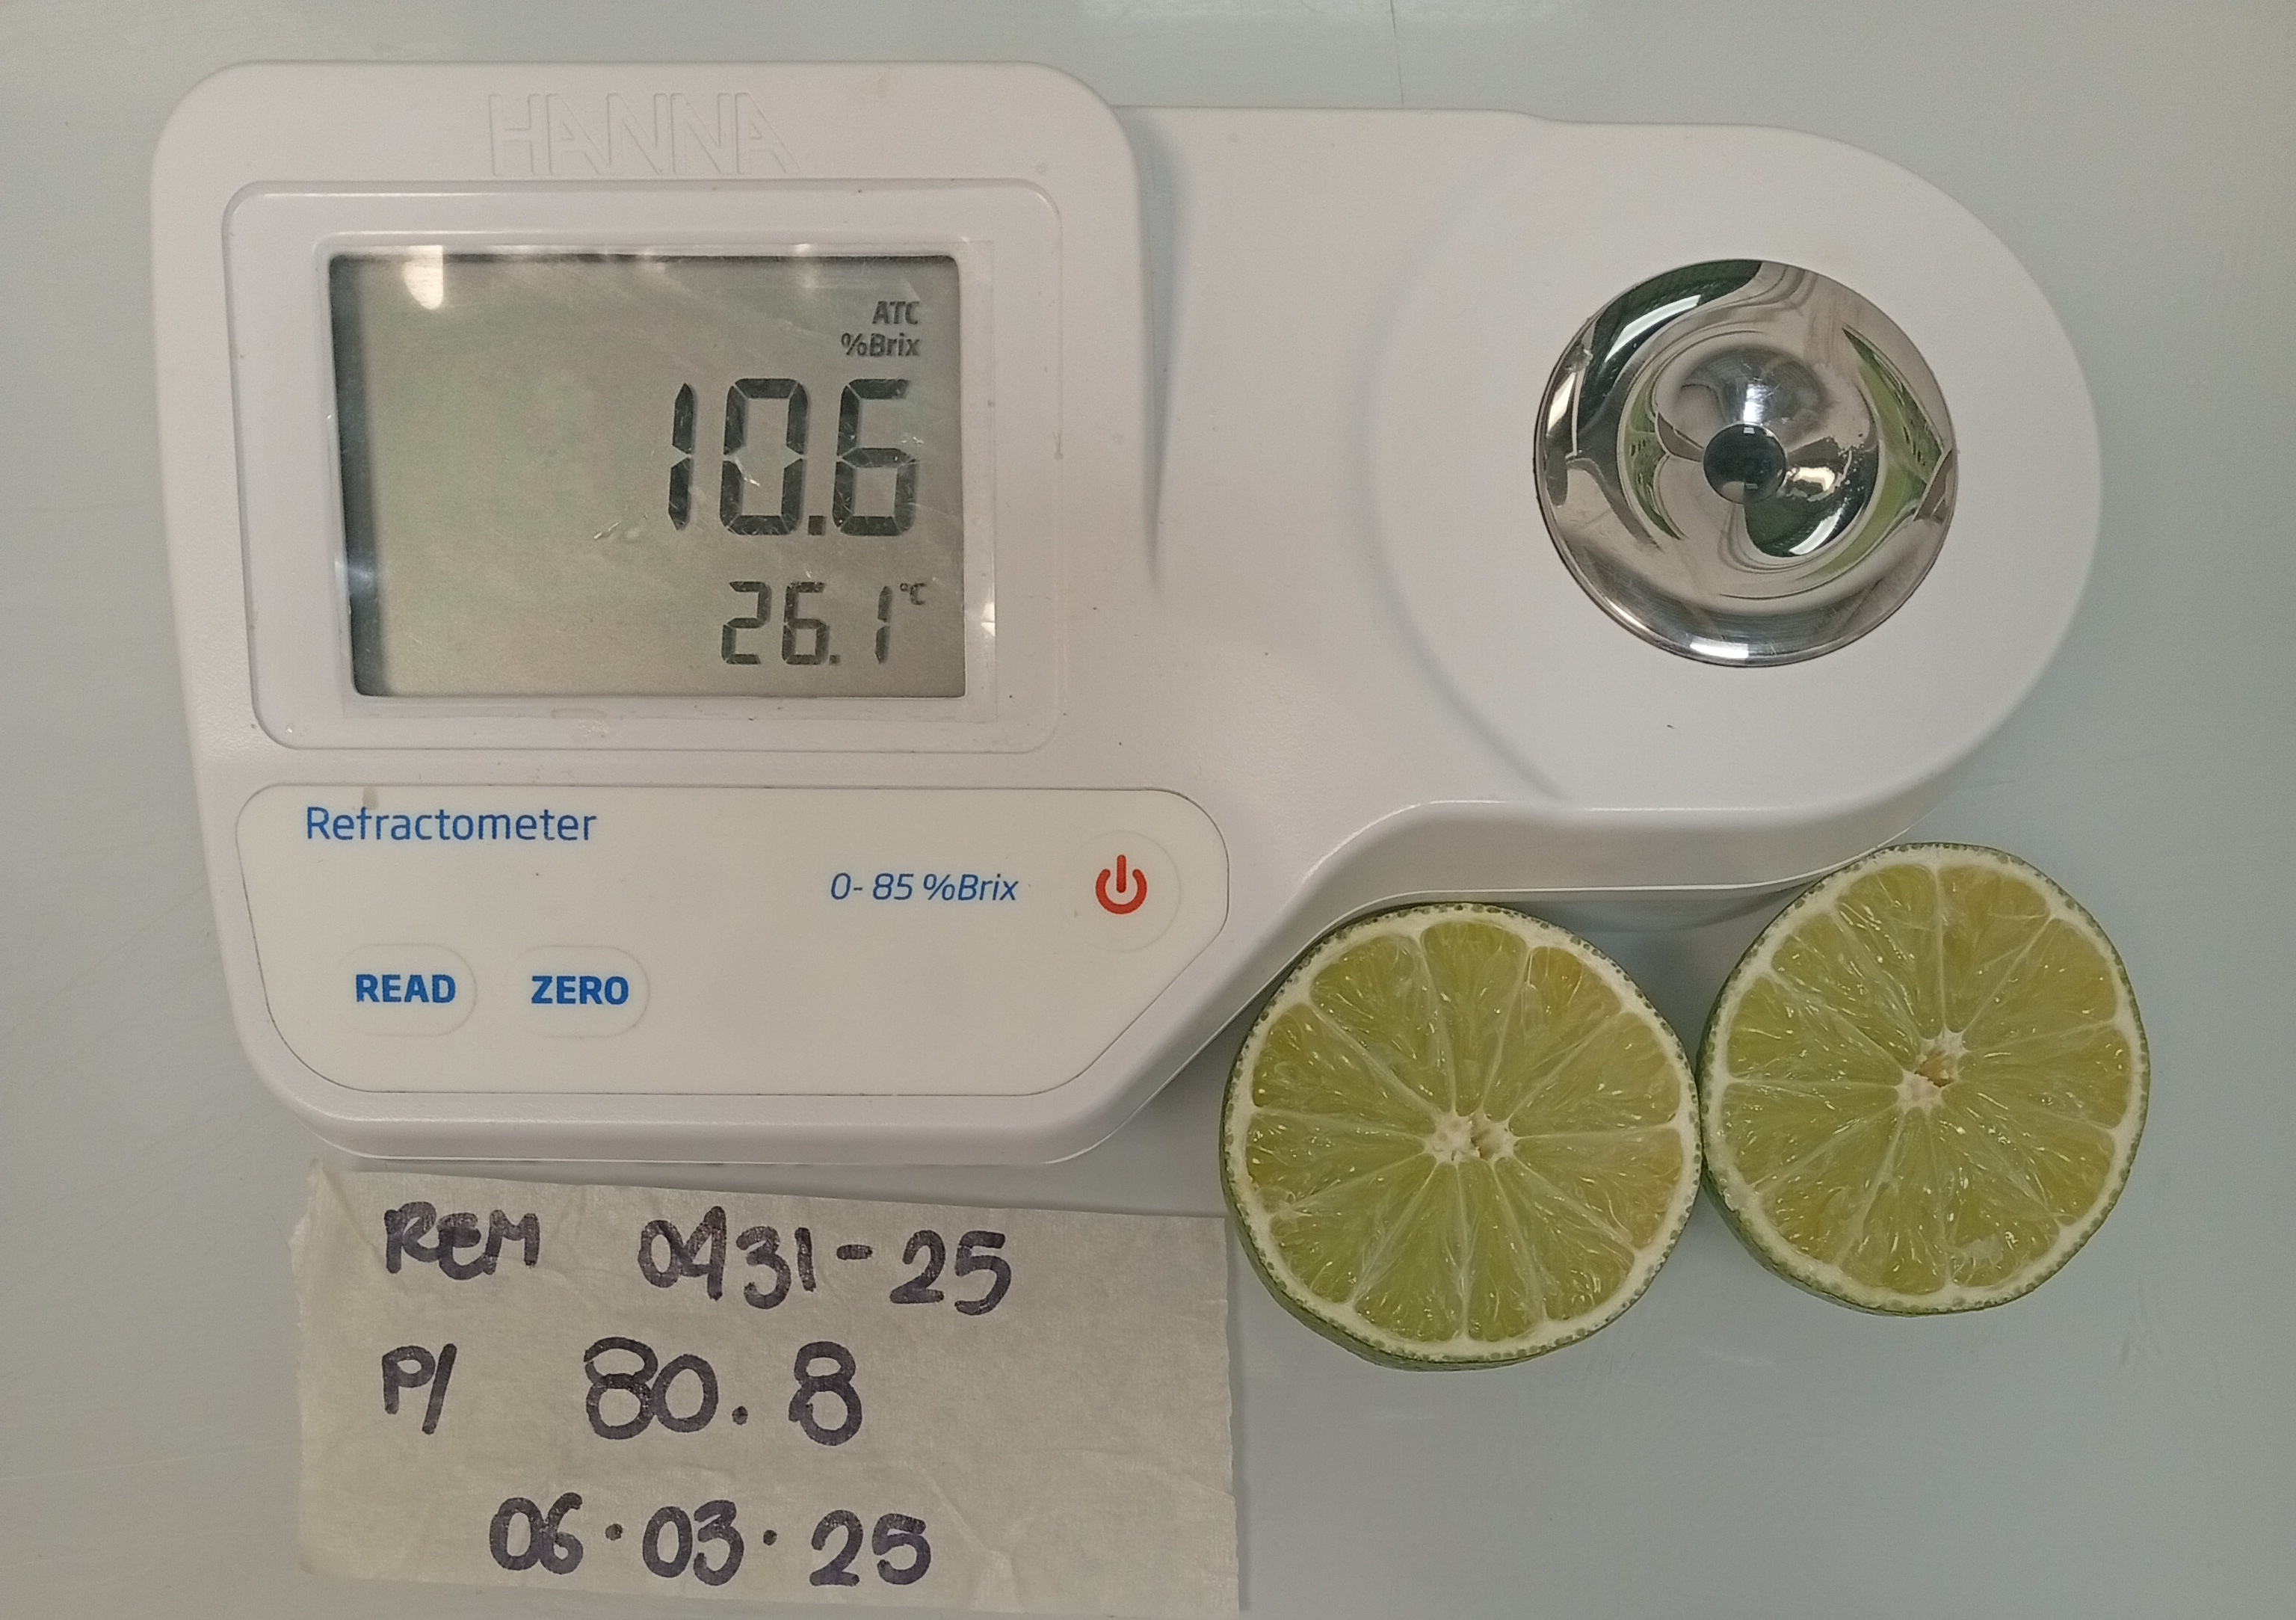 HANNA
ATC
%Brix
10.6
26.1 °C
Refractometer
0- 85 %Brix
READ ZERO
REM 0931-25
P/ 80.8
06.03.25